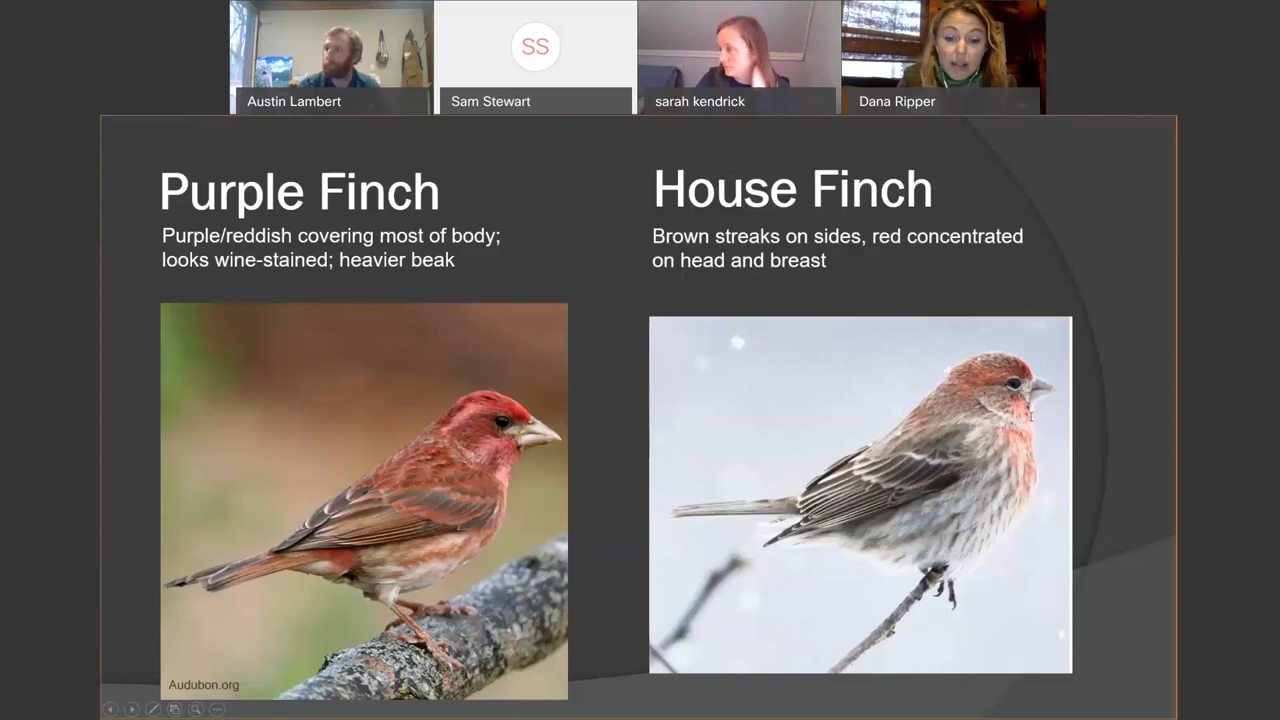 SS
Austin Lambert
Sam Stewart
sarah kendrick
Dana Ripper
Purple Finch
Purple/reddish covering most of body;
looks wine-stained; heavier beak
House Finch
Brown streaks on sides, red concentrated
on head and breast
Audubon.org